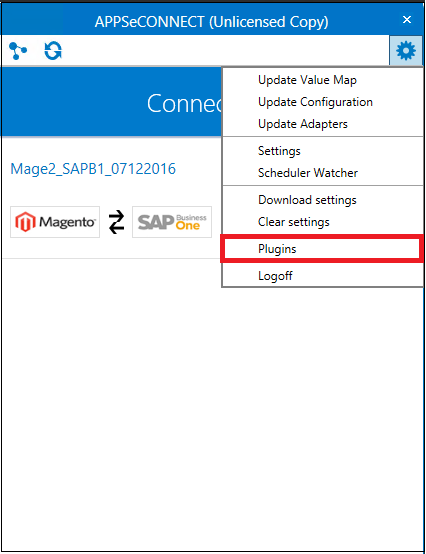 APPSeCONNECT (Unlicensed Copy)
×
Connec
Update Value Map
Update Configuration
Update Adapters
Settings
Scheduler Watcher
Download settings
Clear settings
Plugins
Logoff
Mage2_SAPB1_07122016
Magento
SAP Business One